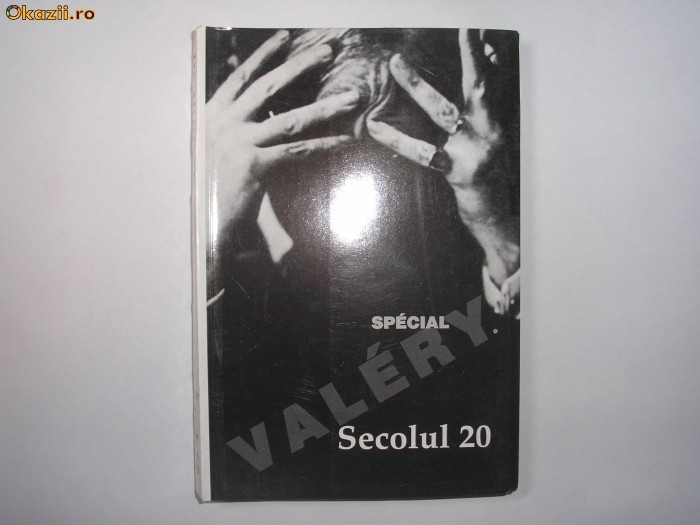 Okazii.ro
SPÉCIAL
VALÉRY.
Secolul 20